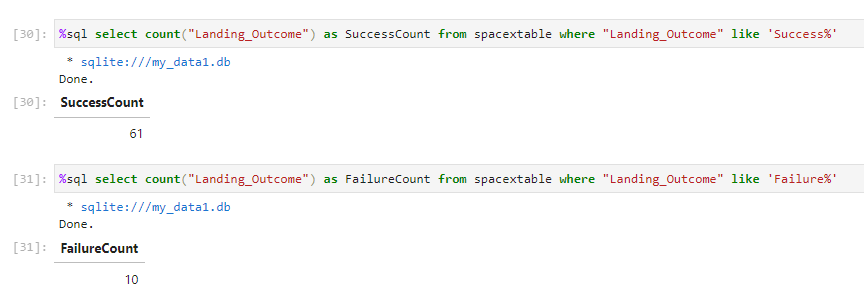 [30]: %sql select count("Landing_Outcome") as SuccessCount from spacextable where "Landing_Outcome" like 'Success%'
* sqlite:///my_data1.db
Done.
[30]: SuccessCount
61
[31]: %sql select count("Landing_Outcome") as FailureCount from spacextable where "Landing_Outcome" like 'Failure%'
* sqlite:///my_data1.db
Done.
[31]: FailureCount
10